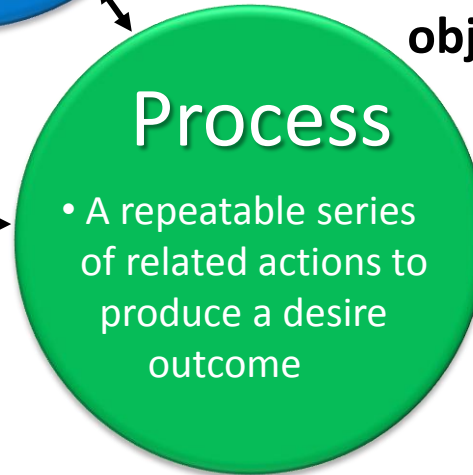 obj
Process
• A repeatable series
of related actions to
produce a desire
outcome